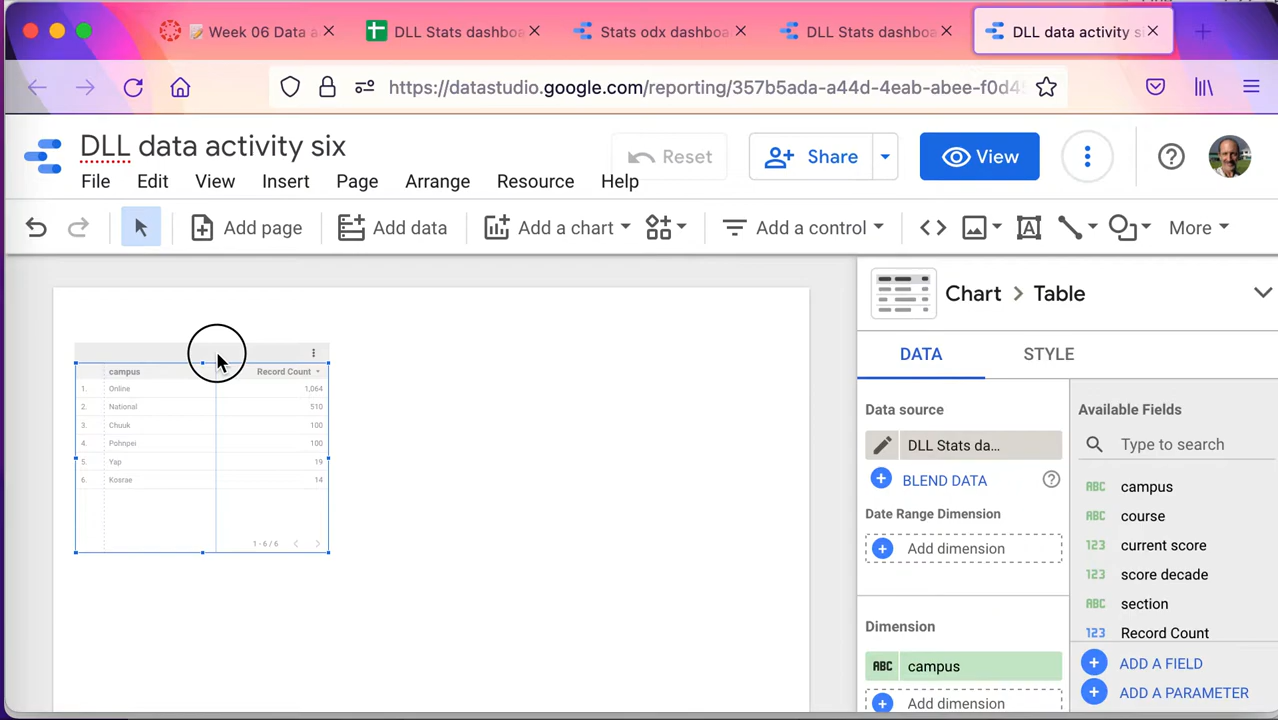 Week 06 Data a
DLL Stats dashboa
Stats odx dashboa
DLL Stats dashboa
DLL data activity si
https://datastudio.google.com/reporting/357b5ada-a44d-4eab-abee-f0d45
DLL data activity six
Reset
Share
View
File
Edit
View
Insert
Page
Arrange
Resource
Help
Add page
Add data
Add a chart
Add a control
More
campus
Record Count
1.
Online
1,064
2.
National
510
3.
Chuuk
100
4.
Pohnpei
100
5.
Yap
19
6.
Kosrae
14
1 - 6 / 6
Chart
Table
DATA
STYLE
Data source
DLL Stats da...
BLEND DATA
Date Range Dimension
Add dimension
Dimension
ABC
campus
Add dimension
Available Fields
Type to search
ABC
campus
ABC
course
123
current score
123
score decade
ABC
section
123
Record Count
ADD A FIELD
ADD A PARAMETER